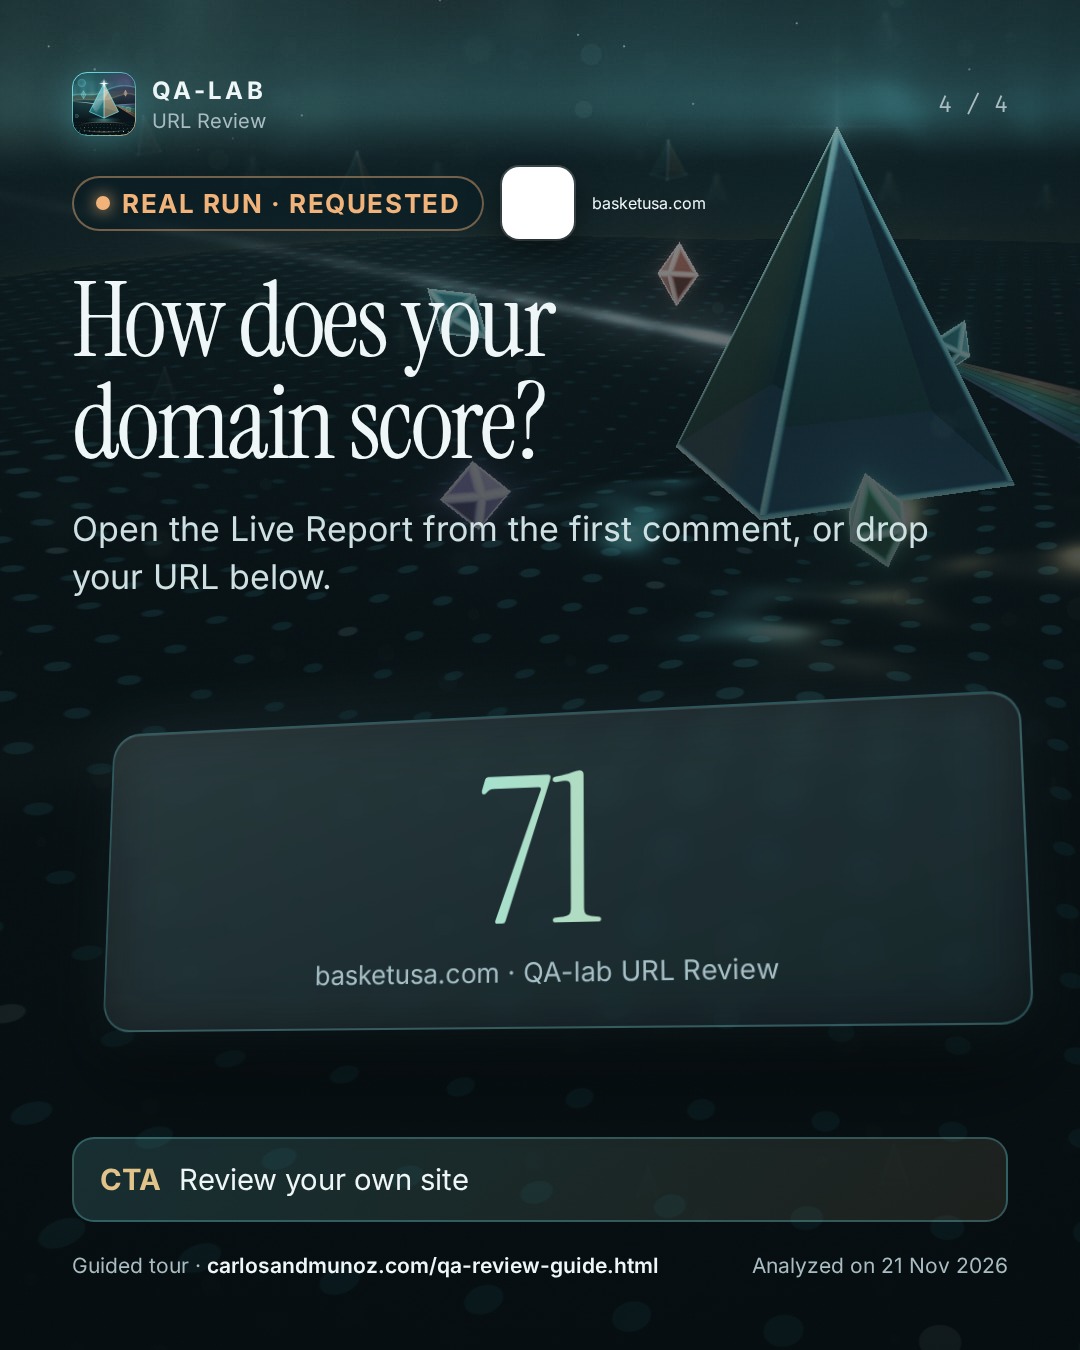 QA-LAB
URL Review
4 / 4
REAL RUN · REQUESTED
basketusa.com
How does your
domain score?
Open the Live Report from the first comment, or drop
your URL below.
71
basketusa.com · QA-lab URL Review
CTA Review your own site
Guided tour · carlosandmunoz.com/qa-review-guide.html
Analyzed on 21 Nov 2026